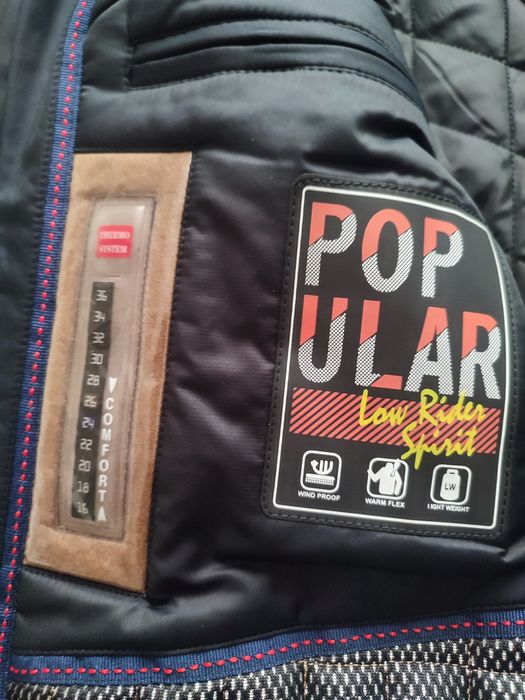 THERMO
SYSTEM
36
34
32
30
28
26
24
22
20
18
16
COMFORT
POP
ULAR
Low Rider
Spirit
LW
WIND PROOF
WARM FLEX
LIGHT WEIGHT